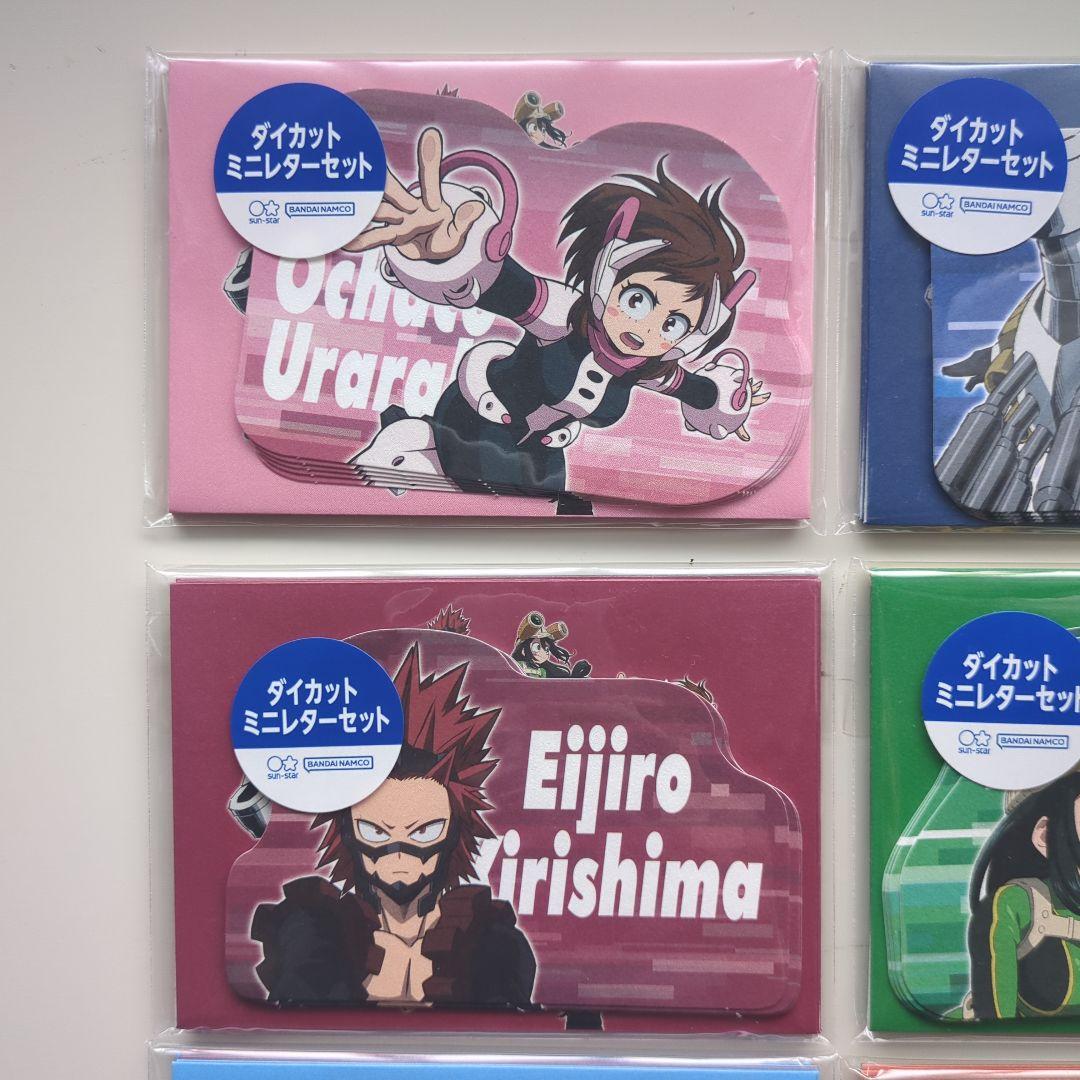 ダイカット
ミニレターセット
sun-star
BANDAI NAMCO
ダイカット
ミニレターセット
sun-star
BANDAI NAMCO
ダイカット
ミニレターセット
sun-star
BANDAI NAMCO
Eijiro
Kirishima
ダイカット
ミニレターセット
sun-star
BANDAI NAMCO